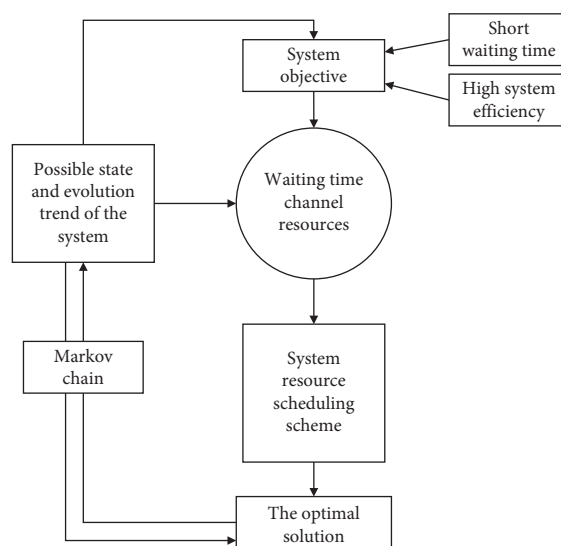 Short
waiting time
System
objective
High system
efficiency
Possible state
and evolution
trend of the
system
Waiting time
channel
resources
Markov
chain
System
resource
scheduling
scheme
The optimal
solution